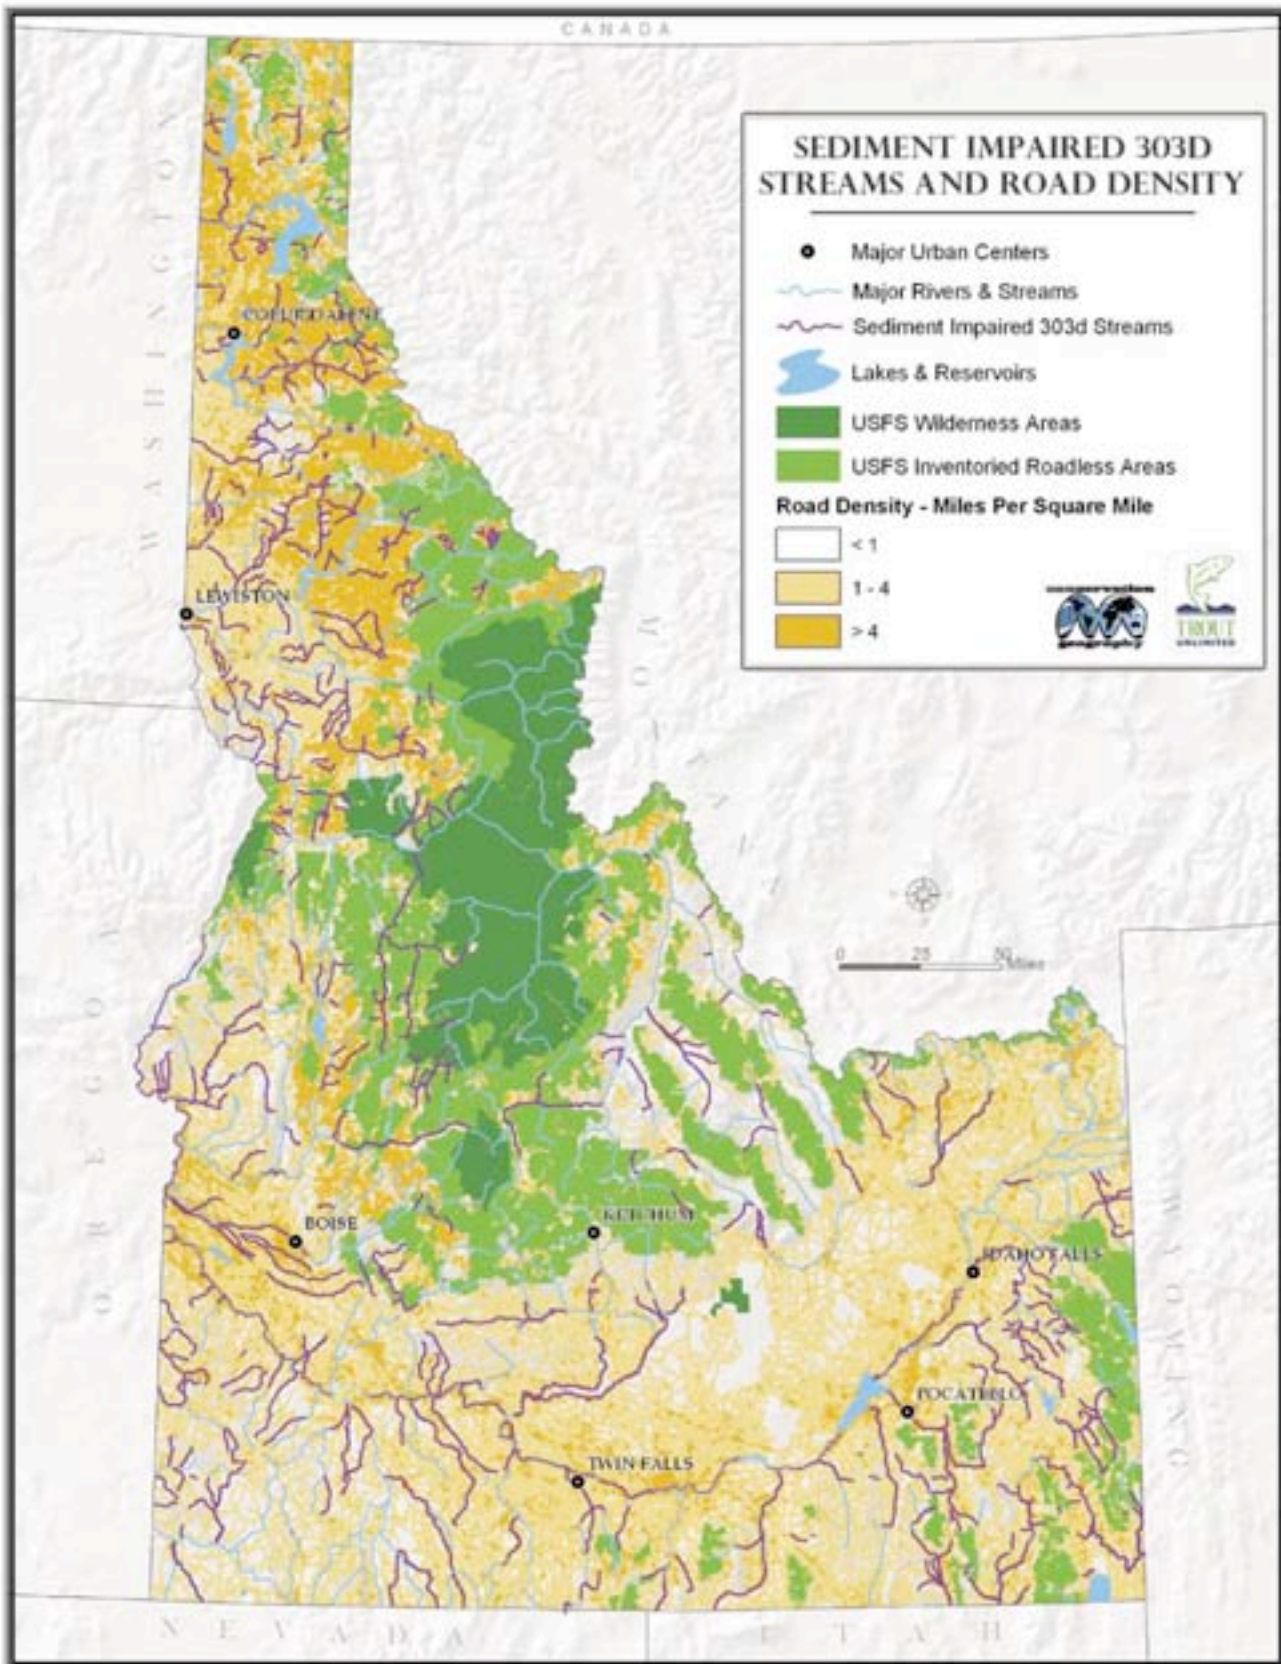 CANADA
SEDIMENT IMPAIRED 303D
STREAMS AND ROAD DENSITY
Major Urban Centers
Major Rivers & Streams
Sediment Impaired 303d Streams
Lakes & Reservoirs
USFS Wilderness Areas
USFS Inventoried Roadless Areas
Road Density - Miles Per Square Mile
< 1
1 - 4
> 4
conservation
geography
TROUT
UNLIMITED
WASHINGTON
COEUR D'ALENE
LEWISTON
MONTANA
0 25 50 Miles
OREGON
BOISE
KETCHUM
IDAHO FALLS
WYOMING
POCATELLO
TWIN FALLS
NEVADA
UTAH